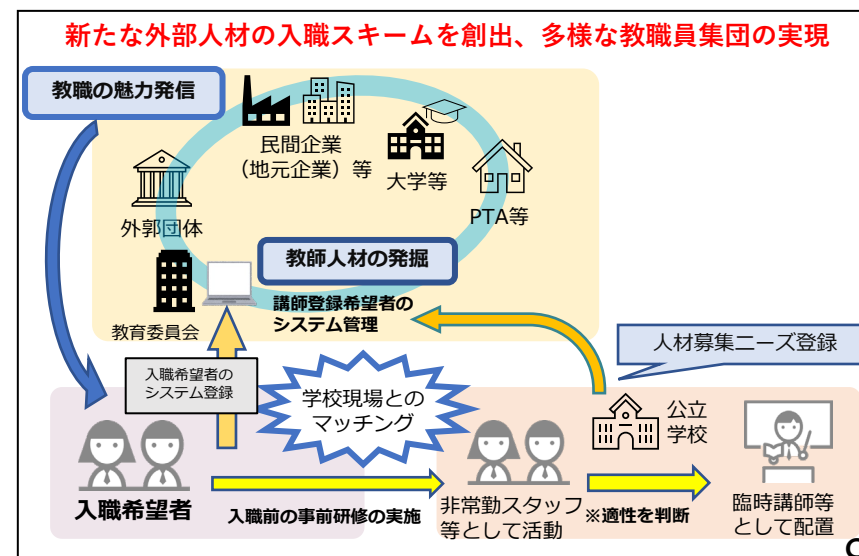 新たな外部人材の入職スキームを創出、多様な教職員集団の実現
教職の魅力発信
民間企業
（地元企業）等
大学等
PTA等
外郭団体
教師人材の発掘
教育委員会
講師登録希望者の
システム管理
人材募集ニーズ登録
入職希望者の
システム登録
学校現場との
マッチング
公立
学校
入職希望者
入職前の事前研修の実施
非常勤スタッフ
等として活動
※適性を判断
臨時講師等
として配置